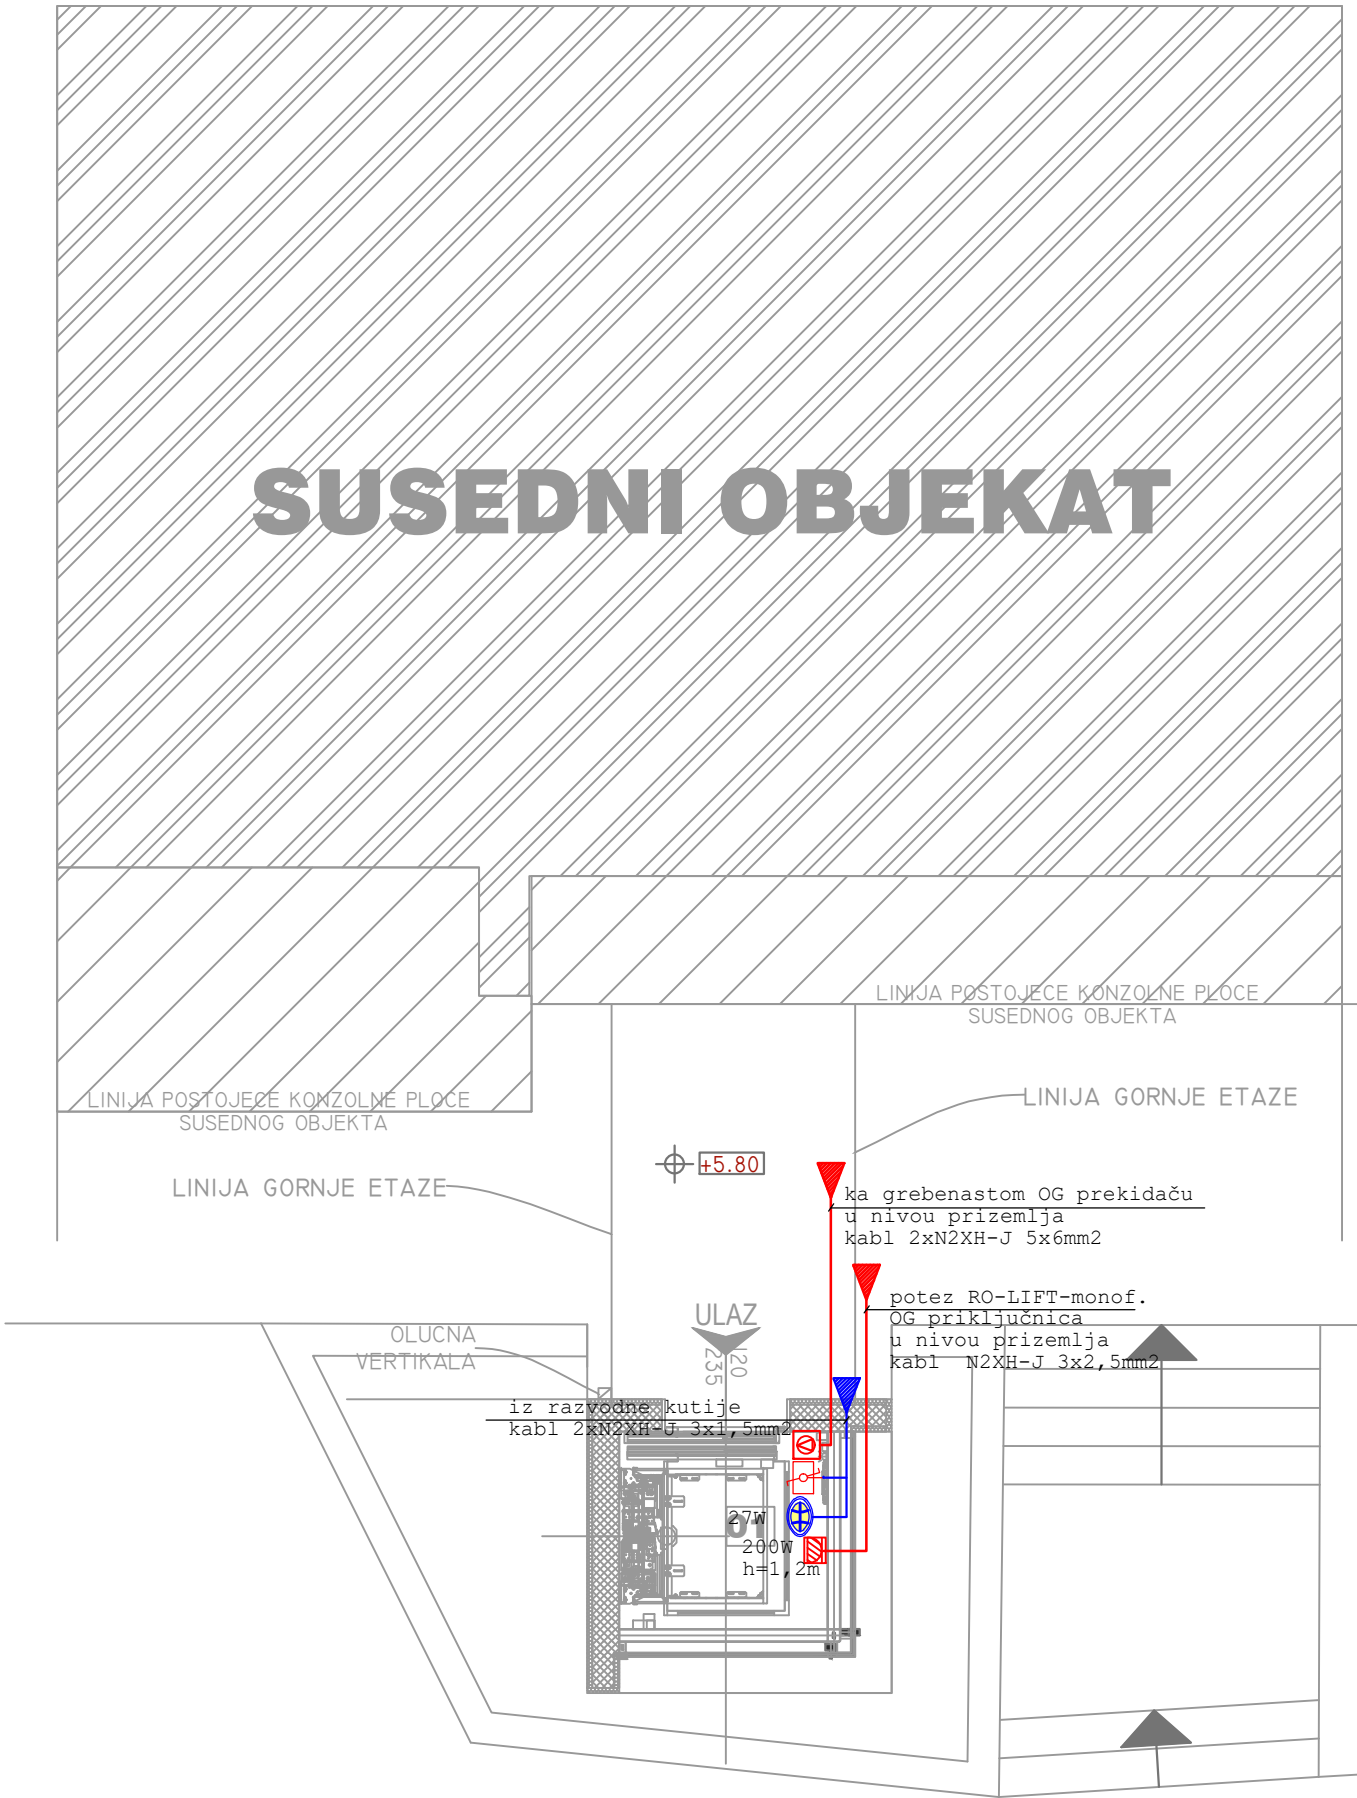 SUSEDNI OBJEKAT
LINIJA POSTOJECE KONZOLNE PLOCE
SUSEDNOG OBJEKTA
LINIJA POSTOJECE KONZOLNE PLOCE
SUSEDNOG OBJEKTA
LINIJA GORNJE ETAZE
LINIJA GORNJE ETAZE
+5.80
ka grebenastom OG prekidaču
u nivou prizemlja
kabl 2xN2XH-J 5x6mm2
potez RO-LIFT-monof.
OG priključnica
u nivou prizemlja
kabl N2XH-J 3x2,5mm2
ULAZ
120
235
OLUCNA
VERTIKALA
iz razvodne kutije
kabl 2xN2XH-J 3x1,5mm2
27W
01
200W
h=1,2m